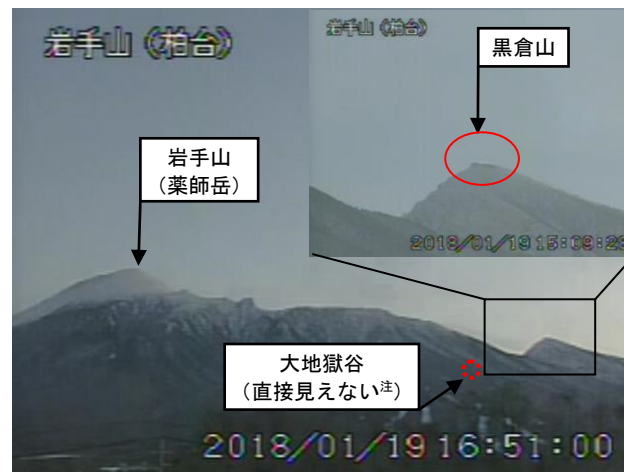 岩手山（柏台）
岩手山（柏台）
黒倉山
岩手山
（薬師岳）
2018/01/19 15:09:28
大地獄谷
（直接見えない注）
2018/01/19 16:51:00